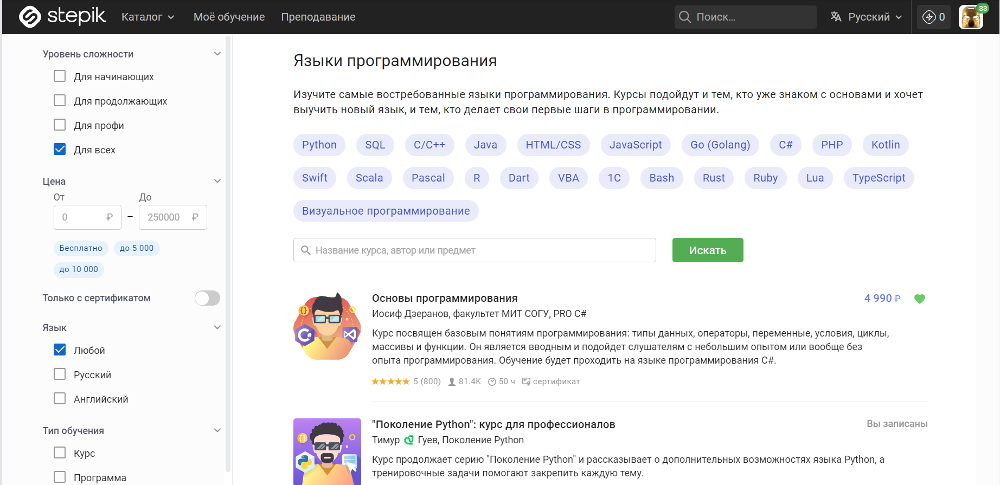 stepik
Каталог
Моё обучение
Преподавание
Поиск...
Русский
0
33
Уровень сложности
Для начинающих
Для продолжающих
Для профи
Для всех
Цена
От
До
0 ₽ – 250000 ₽
Бесплатно
до 5 000
до 10 000
Только с сертификатом
Язык
Любой
Русский
Английский
Тип обучения
Курс
Программа
Языки программирования
Изучите самые востребованные языки программирования. Курсы подойдут и тем, кто уже знаком с основами и хочет
выучить новый язык, и тем, кто делает свои первые шаги в программировании.
Python SQL C/C++ Java HTML/CSS JavaScript Go (Golang) C# PHP Kotlin
Swift Scala Pascal R Dart VBA 1C Bash Rust Ruby Lua TypeScript
Визуальное программирование
Название курса, автор или предмет
Искать
Основы программирования
4 990 ₽
Иосиф Дзеранов, факультет МИТ СОГУ, PRO C#
Курс посвящен базовым понятиям программирования: типы данных, операторы, переменные, условия, циклы,
массивы и функции. Он является вводным и подойдет слушателям с небольшим опытом или вообще без
опыта программирования. Обучение будет проходить на языке программирования C#.
5 (800) 81.4K 50 ч сертификат
"Поколение Python": курс для профессионалов
Вы записаны
Тимур Гуев, Поколение Python
Курс продолжает серию "Поколение Python" и рассказывает о дополнительных возможностях языка Python, а
тренировочные задачи помогают закрепить каждую тему.